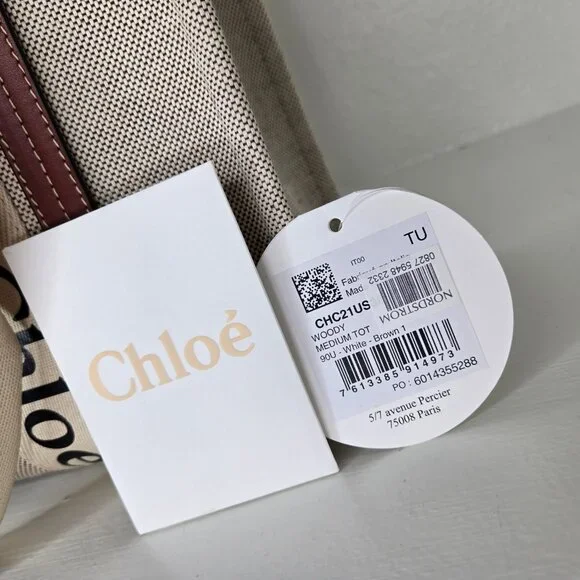 Chloé
TU
IT00
Mad
0827 5948 2332
NORDSTROM
CHC21US
WOODY
MEDIUM TOT
90U - White - Brown 1
7 613385 914973
PO : 6014355288
5/7 avenue Percier
75008 Paris
Chloé